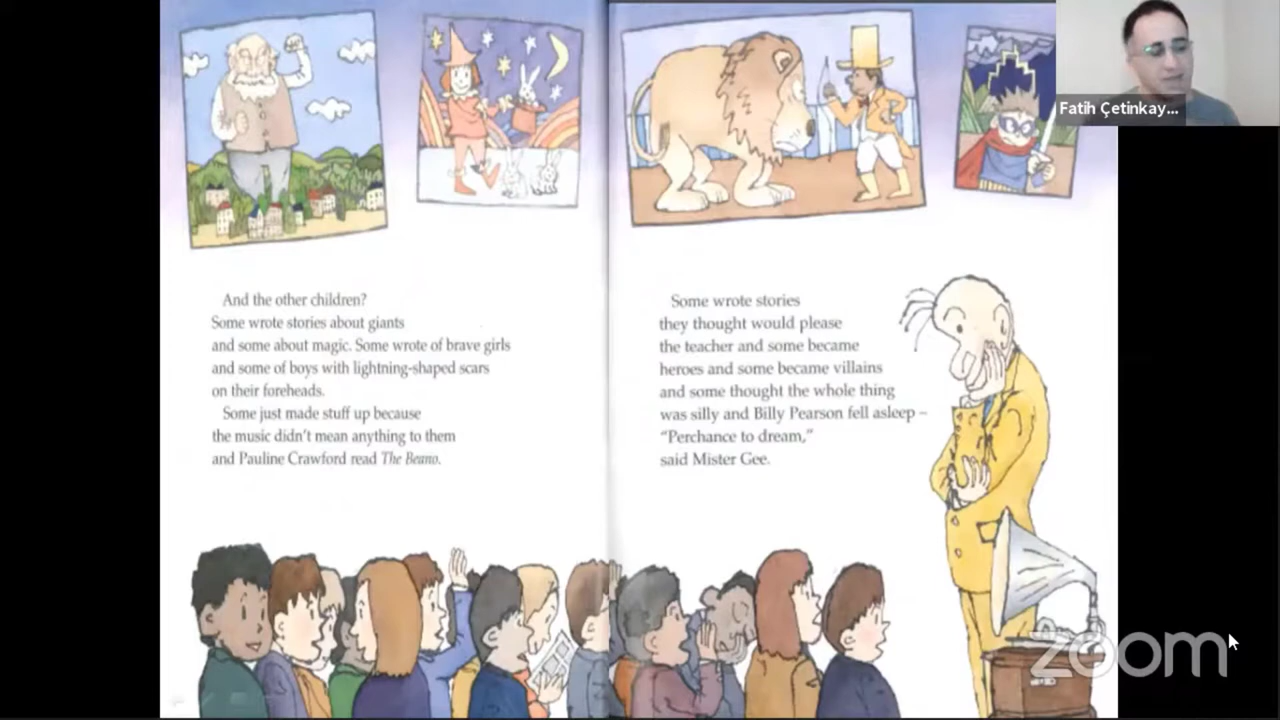 And the other children?
Some wrote stories about giants
and some about magic. Some wrote of brave girls
and some of boys with lightning-shaped scars
on their foreheads.
Some just made stuff up because
the music didn't mean anything to them
and Pauline Crawford read The Beano.
Some wrote stories
they thought would please
the teacher and some became
heroes and some became villains
and some thought the whole thing
was silly and Billy Pearson fell asleep –
"Perchance to dream,"
said Mister Gee.
Fatih Çetinkay...
zoom